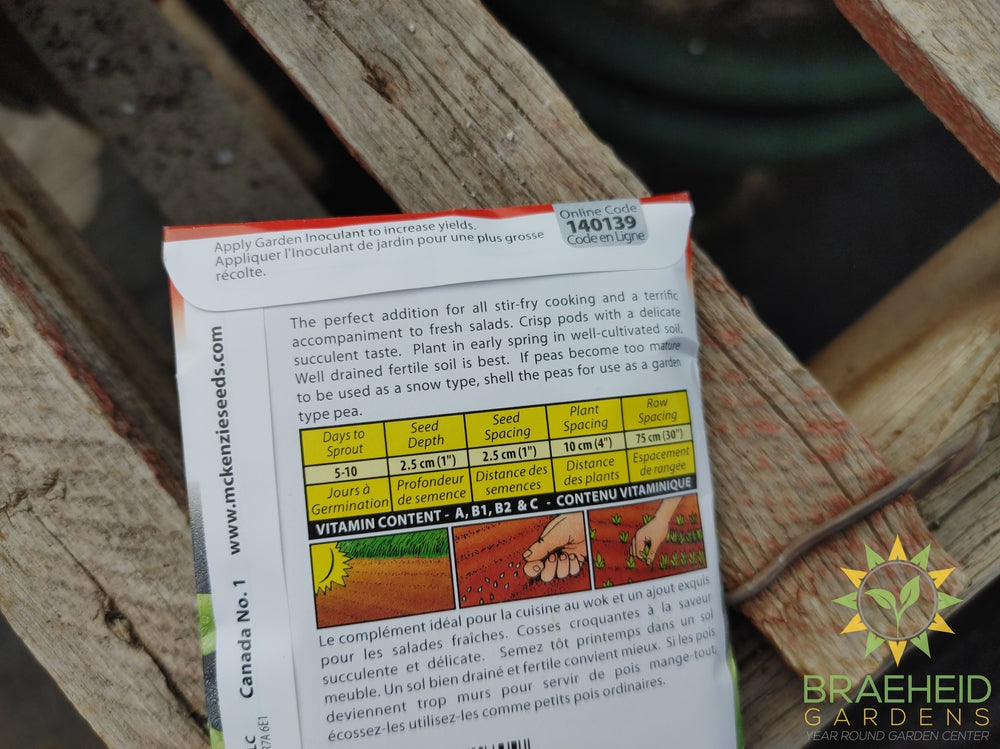 Apply Garden Inoculant to increase yields.
Appliquer l'Inoculant de jardin pour une plus grosse
récolte.
Online Code
140139
Code en Ligne
The perfect addition for all stir-fry cooking and a terrific
accompaniment to fresh salads. Crisp pods with a delicate
succulent taste. Plant in early spring in well-cultivated soil.
Well drained fertile soil is best. If peas become too mature
to be used as a snow type, shell the peas for use as a garden
type pea.
Days to Sprout
Seed Depth
Seed Spacing
Plant Spacing
Row Spacing
5-10
2.5 cm (1")
2.5 cm (1")
10 cm (4")
75 cm (30")
Jours à Germination
Profondeur de semence
Distance des semences
Distance des plants
Espacement de rangée
VITAMIN CONTENT - A, B1, B2 & C - CONTENU VITAMINIQUE
Le complément idéal pour la cuisine au wok et un ajout exquis
pour les salades fraîches. Cosses croquantes à la saveur
succulente et délicate. Semez tôt printemps dans un sol
meuble. Un sol bien drainé et fertile convient mieux. Si les pois
deviennent trop murs pour servir de pois mange-tout,
écossez-les utilisez-les comme petits pois ordinaires.
www.mckenzieseeds.com
Canada No. 1
LC
R7A 6E1
BRAEHEID
GARDENS
YEAR ROUND GARDEN CENTER